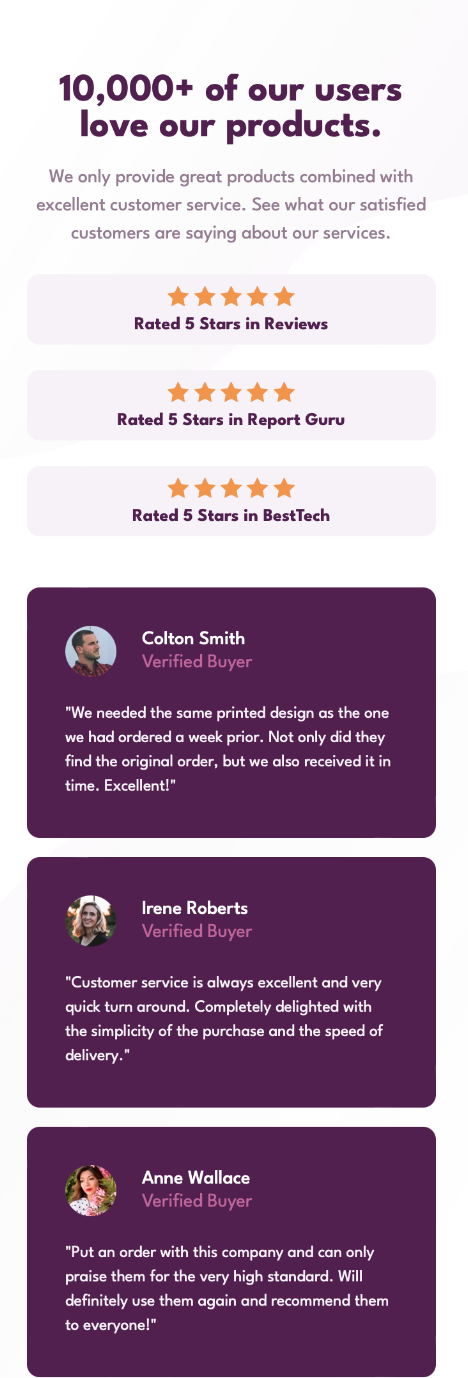 10,000+ of our users
love our products.
We only provide great products combined with
excellent customer service. See what our satisfied
customers are saying about our services.
Rated 5 Stars in Reviews
Rated 5 Stars in Report Guru
Rated 5 Stars in BestTech
Colton Smith
Verified Buyer
"We needed the same printed design as the one
we had ordered a week prior. Not only did they
find the original order, but we also received it in
time. Excellent!"
Irene Roberts
Verified Buyer
"Customer service is always excellent and very
quick turn around. Completely delighted with
the simplicity of the purchase and the speed of
delivery."
Anne Wallace
Verified Buyer
"Put an order with this company and can only
praise them for the very high standard. Will
definitely use them again and recommend them
to everyone!"